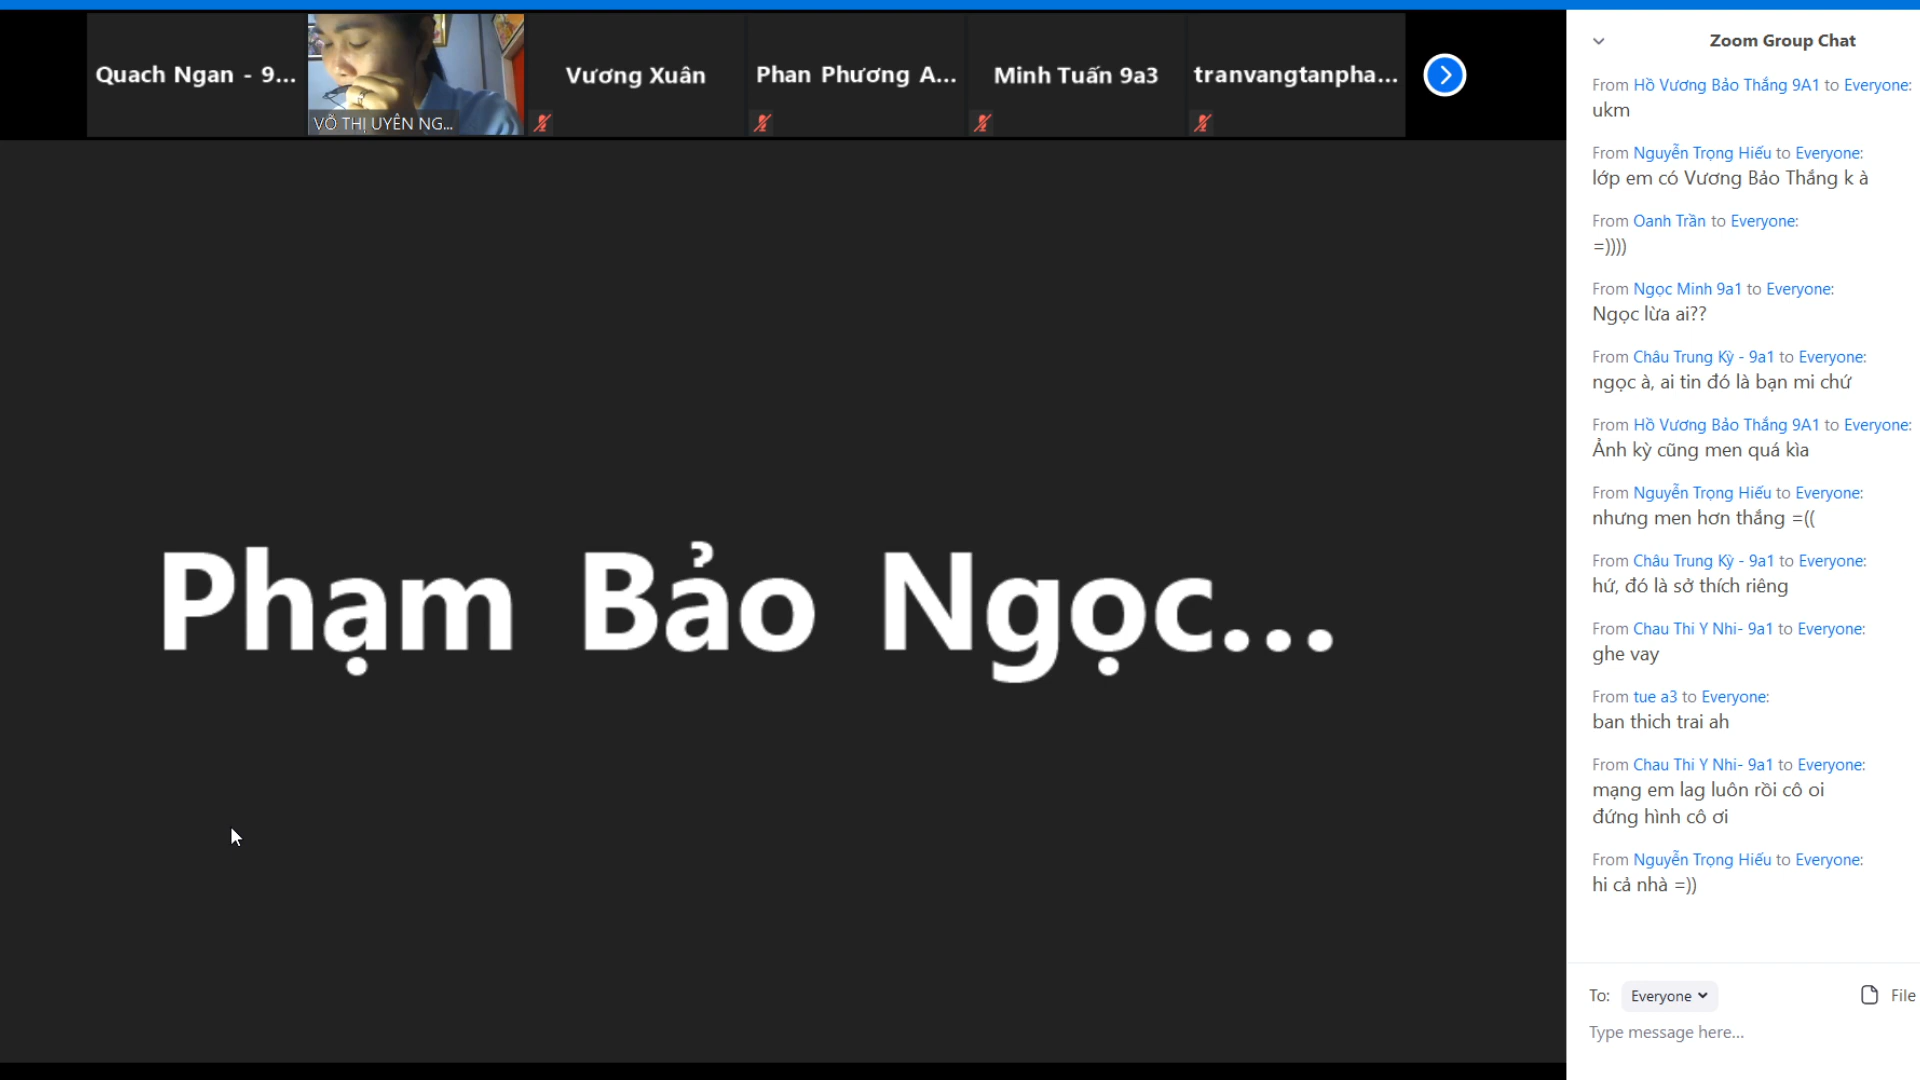 Quach Ngan - 9...
VÕ THỊ UYÊN NG...
Vương Xuân
Phan Phương A...
Minh Tuấn 9a3
tranvangtanpha...
Phạm Bảo Ngọc...
Zoom Group Chat
From Hồ Vương Bảo Thắng 9A1 to Everyone:
ukm
From Nguyễn Trọng Hiếu to Everyone:
lớp em có Vương Bảo Thắng k à
From Oanh Trần to Everyone:
=))))
From Ngọc Minh 9a1 to Everyone:
Ngọc lừa ai??
From Châu Trung Kỳ - 9a1 to Everyone:
ngọc à, ai tin đó là bạn mi chứ
From Hồ Vương Bảo Thắng 9A1 to Everyone:
Ảnh kỳ cũng men quá kìa
From Nguyễn Trọng Hiếu to Everyone:
nhưng men hơn thắng =((
From Châu Trung Kỳ - 9a1 to Everyone:
hứ, đó là sở thích riêng
From Chau Thi Y Nhi- 9a1 to Everyone:
ghe vay
From tue a3 to Everyone:
ban thich trai ah
From Chau Thi Y Nhi- 9a1 to Everyone:
mạng em lag luôn rồi cô oi
đứng hình cô ơi
From Nguyễn Trọng Hiếu to Everyone:
hi cả nhà =))
To: Everyone
File
Type message here...